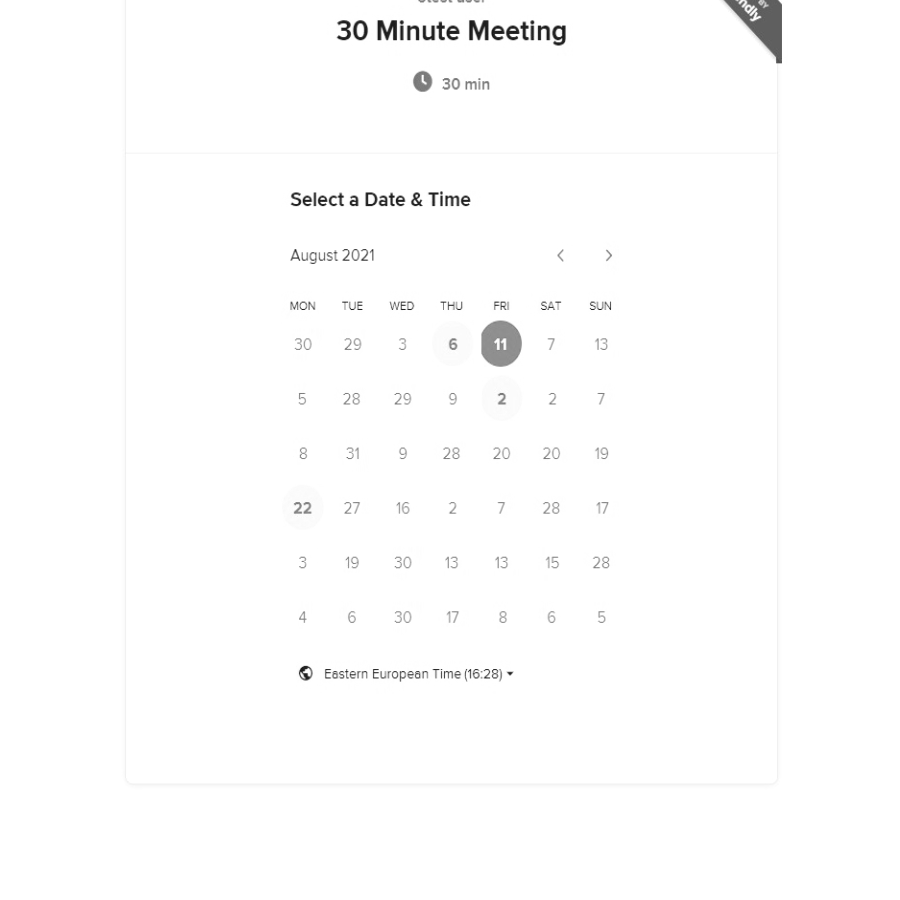 30 Minute Meeting
30 min
Select a Date & Time
August 2021
MON TUE WED THU FRI SAT SUN
30 29 3 6 11 7 13
5 28 29 9 2 2 7
8 31 9 28 20 20 19
22 27 16 2 7 28 17
3 19 30 13 13 15 28
4 6 30 17 8 6 5
Eastern European Time (16:28)